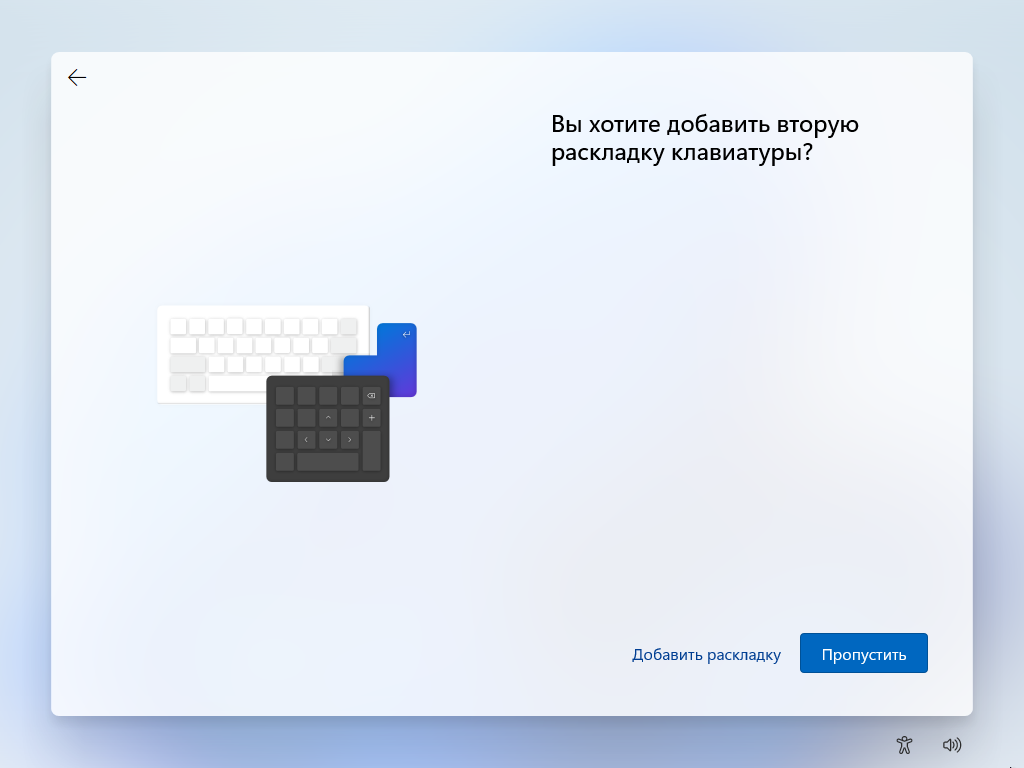 Вы хотите добавить вторую
раскладку клавиатуры?
Добавить раскладку
Пропустить